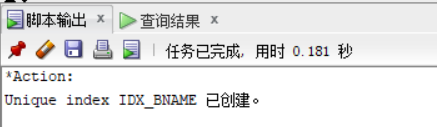 脚本输出 x 查询结果 x
任务已完成, 用时 0.181 秒
*Action:
Unique index IDX_BNAME 已创建。